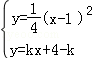 y=1/4(x-1)²
y=kx+4-k